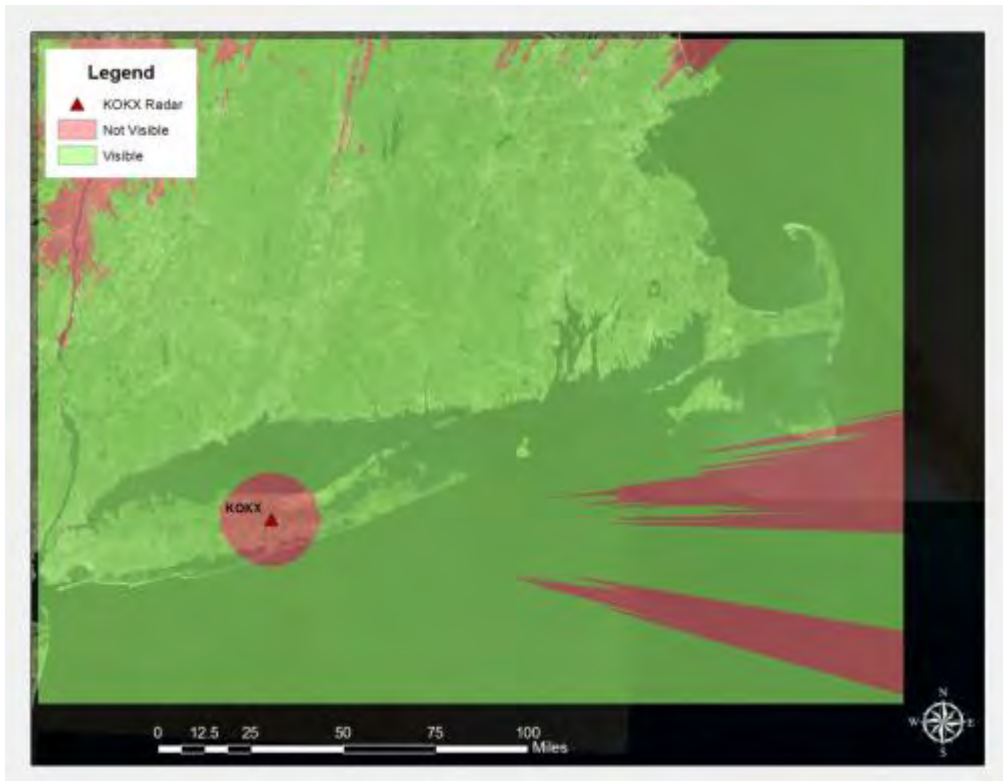 Legend
KOKX Radar
Not Visible
Visible
KOKX
N
W E
S
0 12.5 25 50 75 100
Miles